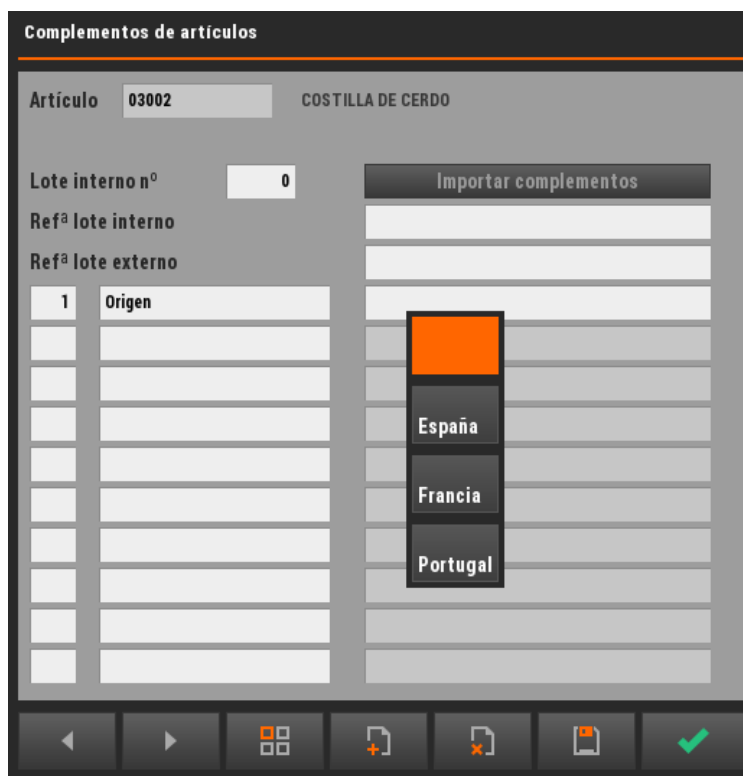 Complementos de artículos
Artículo 03002 COSTILLA DE CERDO
Lote interno nº 0 Importar complementos
Refª lote interno
Refª lote externo
1 Origen
España
Francia
Portugal